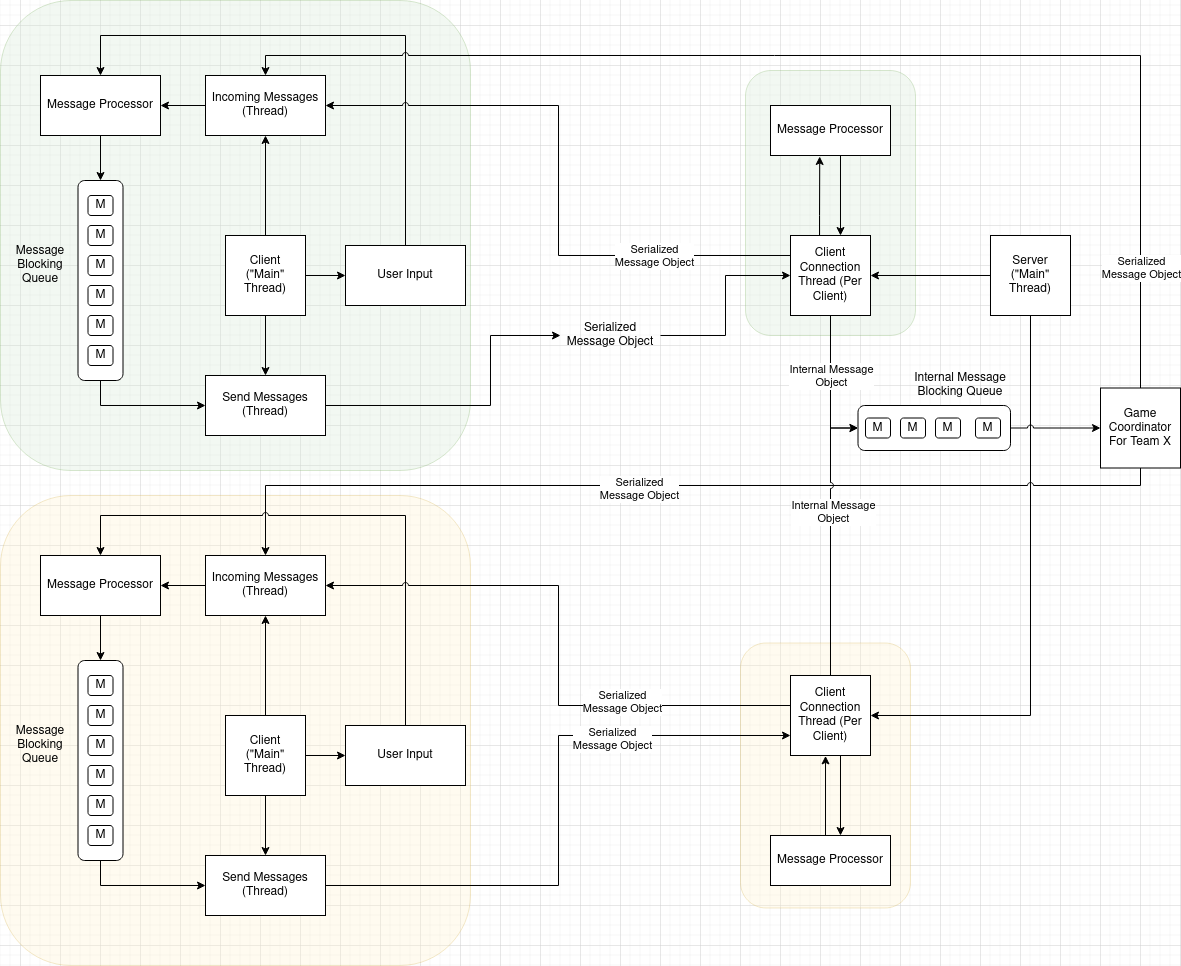 Message Processor
Incoming Messages
(Thread)
Message Processor
M
M
M
M
M
M
Message
Blocking
Queue
Client
("Main"
Thread)
User Input
Serialized
Message Object
Client
Connection
Thread (Per
Client)
Server
("Main"
Thread)
Serialized
Message Object
Serialized
Message Object
Send Messages
(Thread)
Internal Message
Object
Internal Message
Blocking Queue
M
M
M
M
Game
Coordinator
For Team X
Serialized
Message Object
Internal Message
Object
Message Processor
Incoming Messages
(Thread)
M
M
M
M
M
M
Message
Blocking
Queue
Client
("Main"
Thread)
User Input
Serialized
Message Object
Serialized
Message Object
Client
Connection
Thread (Per
Client)
Send Messages
(Thread)
Message Processor